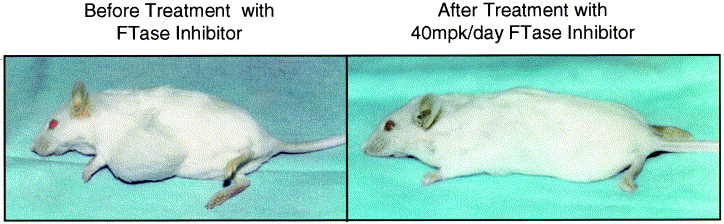 Before Treatment with
FTase Inhibitor
After Treatment with
40mpk/day FTase Inhibitor